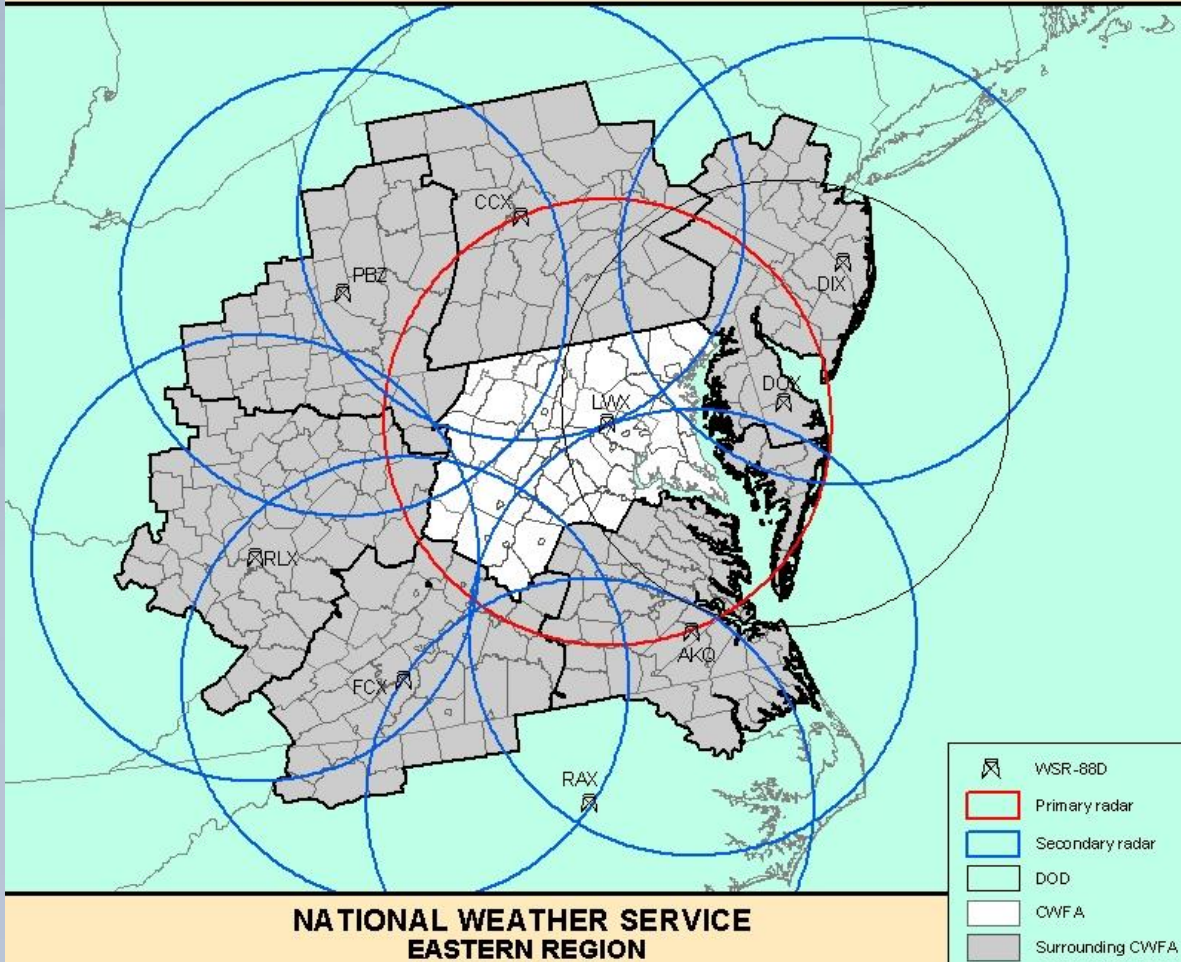 CCX
PBZ
DIX
DOX
LWX
RLX
AKQ
FCX
RAX
WSR-88D
Primary radar
Secondary radar
DOD
CWFA
Surrounding CWFA
NATIONAL WEATHER SERVICE
EASTERN REGION